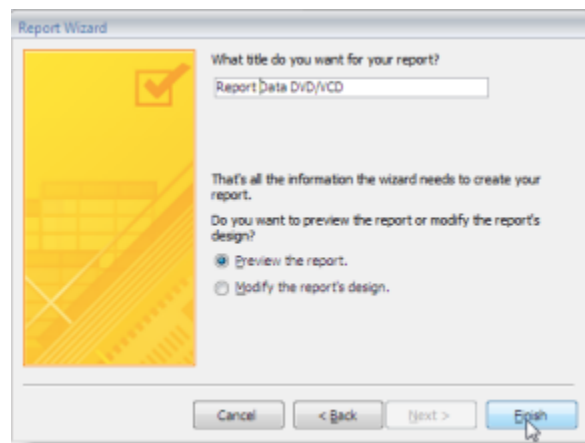 Report Wizard
What title do you want for your report?
Report Data DVD/VCD
That's all the information the wizard needs to create your
report.
Do you want to preview the report or modify the report's
design?
Preview the report.
Modify the report's design.
Cancel
< Back
Next >
Finish